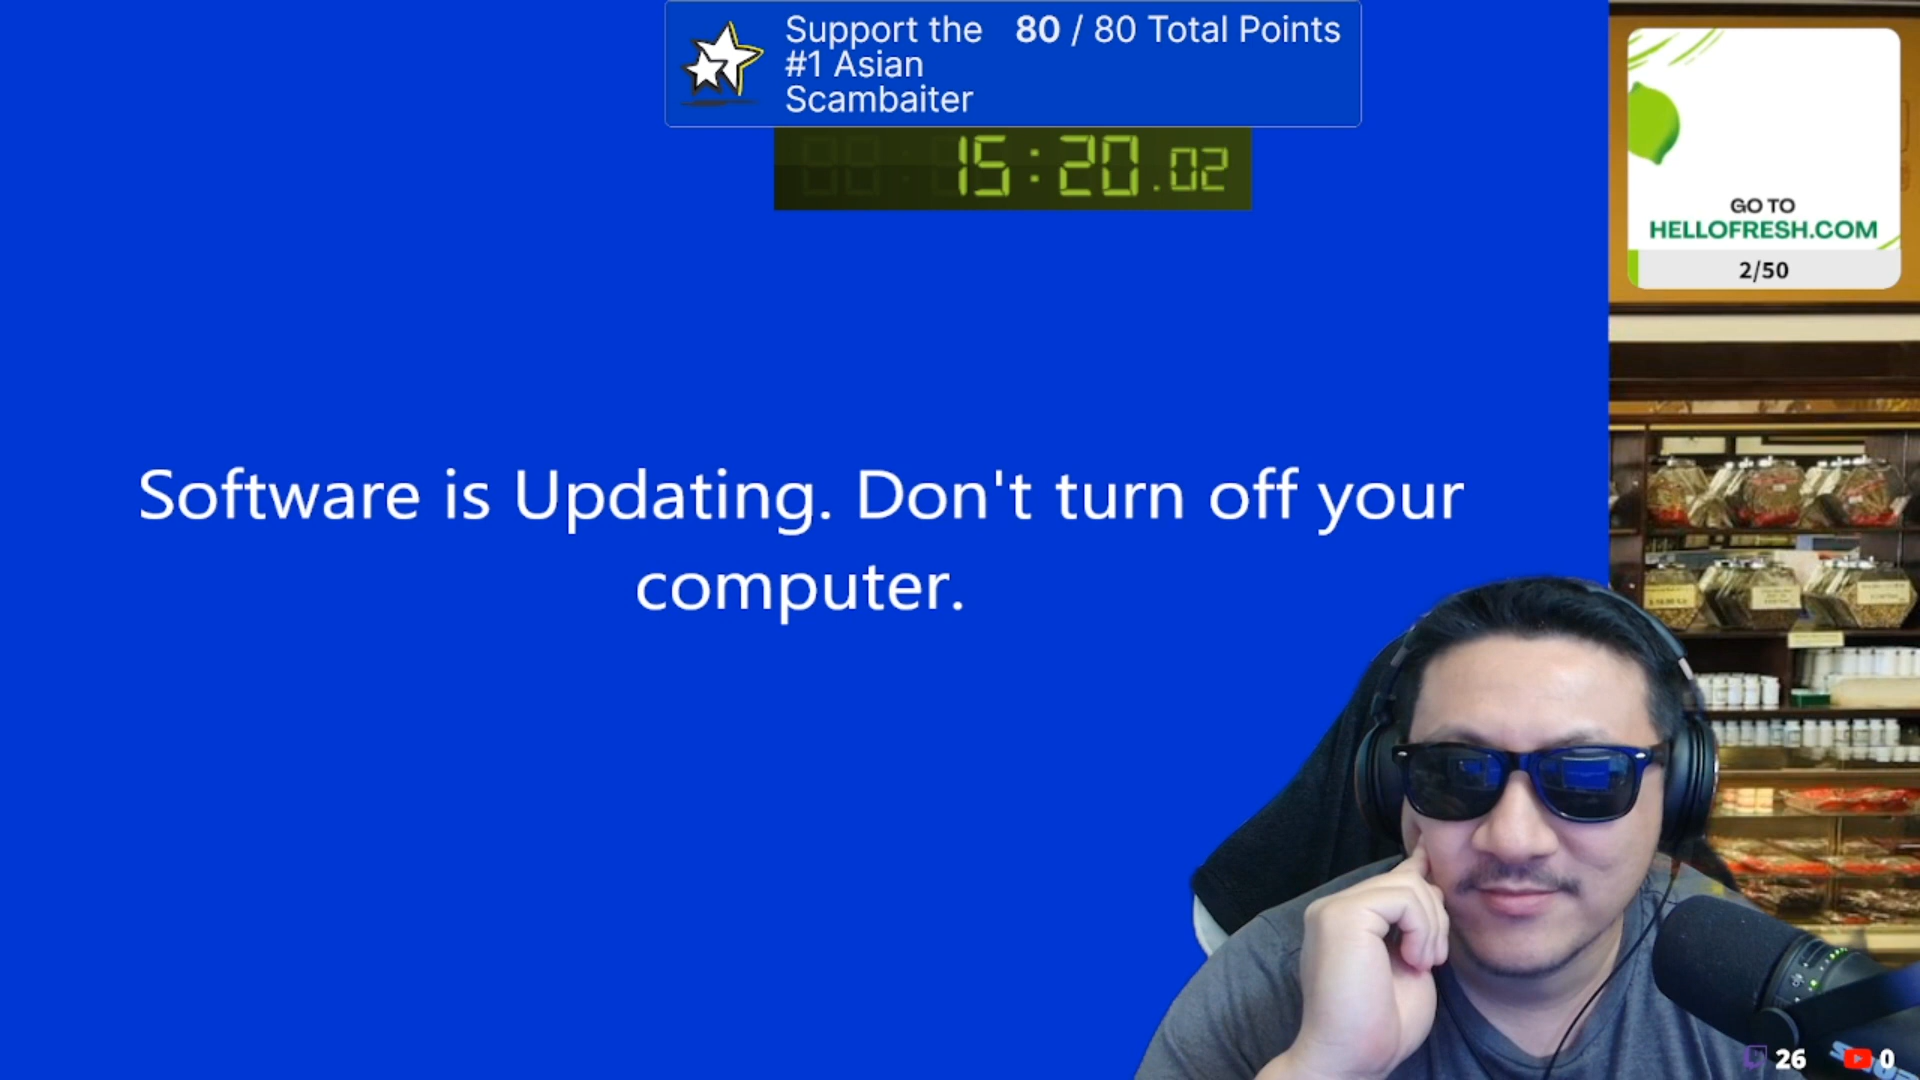 Support the
#1 Asian
Scambaiter
80 / 80 Total Points
15:20.02
GO TO
HELLOFRESH.COM
2/50
Software is Updating. Don't turn off your
computer.
26
0